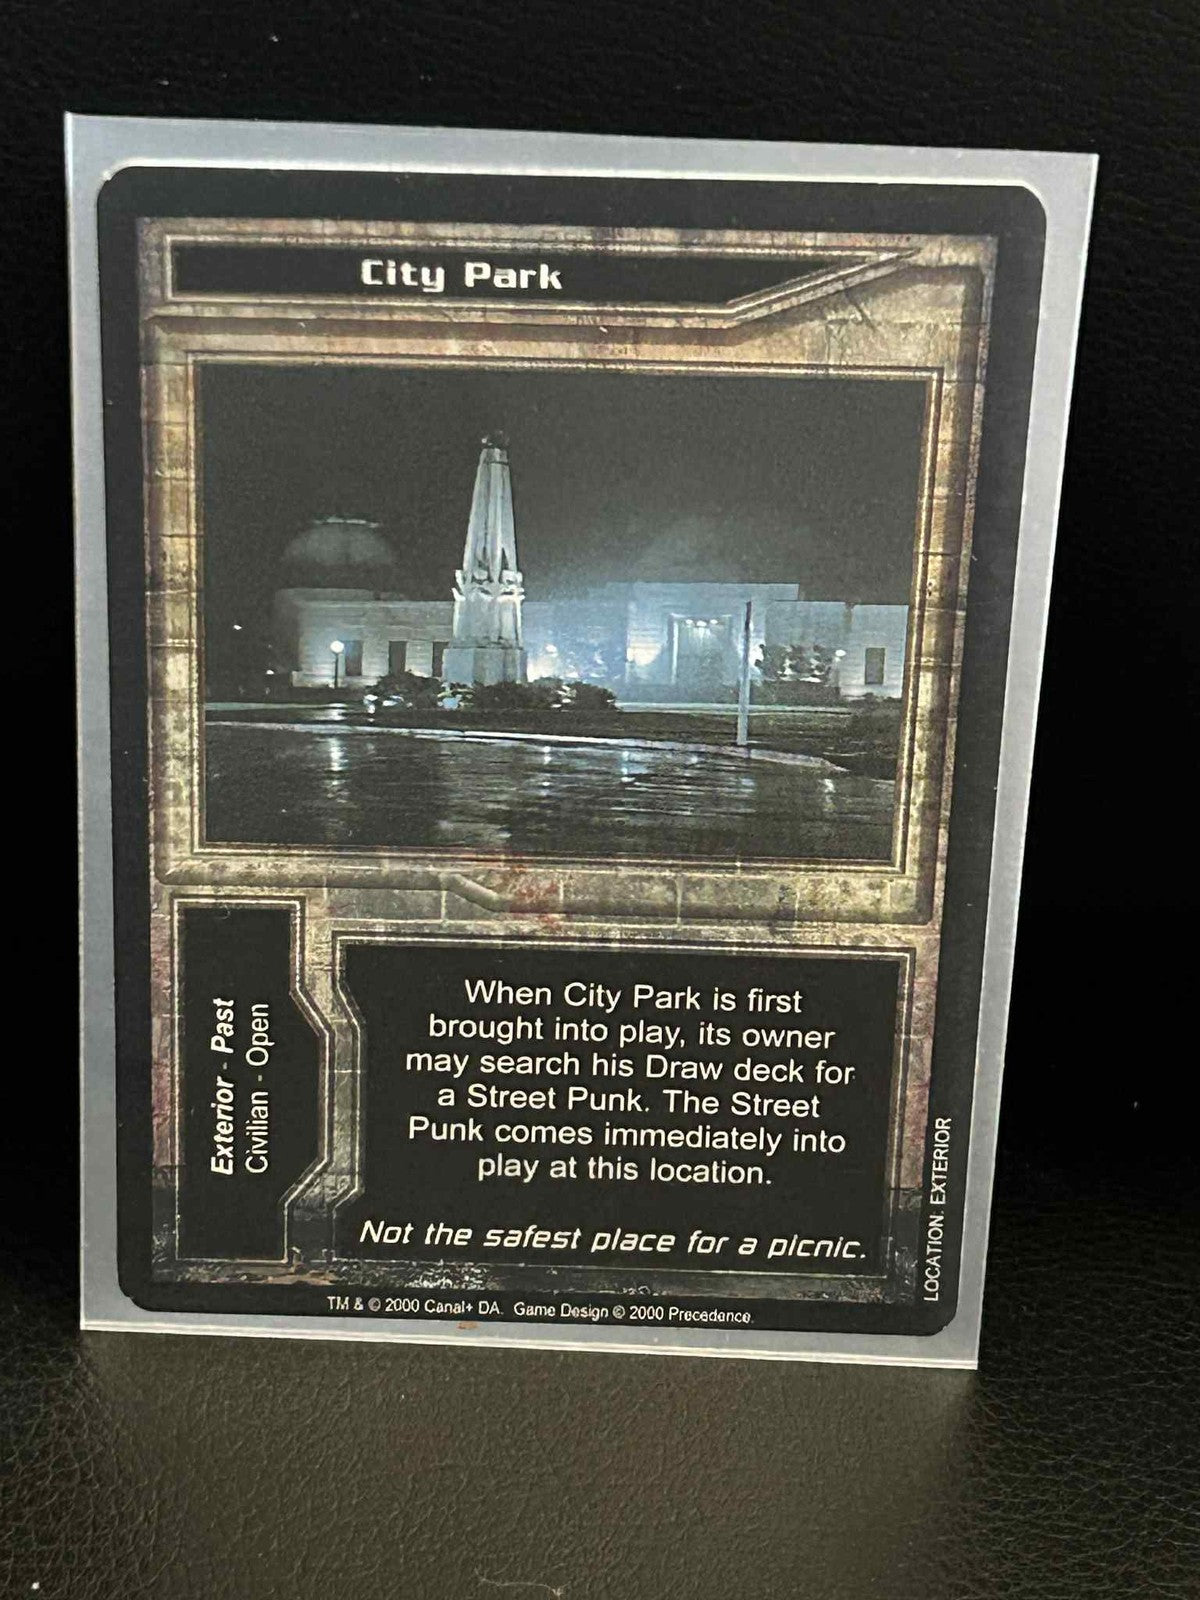 City Park
Exterior - Past
Civilian - Open
When City Park is first
brought into play, its owner
may search his Draw deck for
a Street Punk. The Street
Punk comes immediately into
play at this location.
Not the safest place for a picnic.
LOCATION: EXTERIOR
TM & © 2000 Canal+ DA. Game Design © 2000 Precedence.